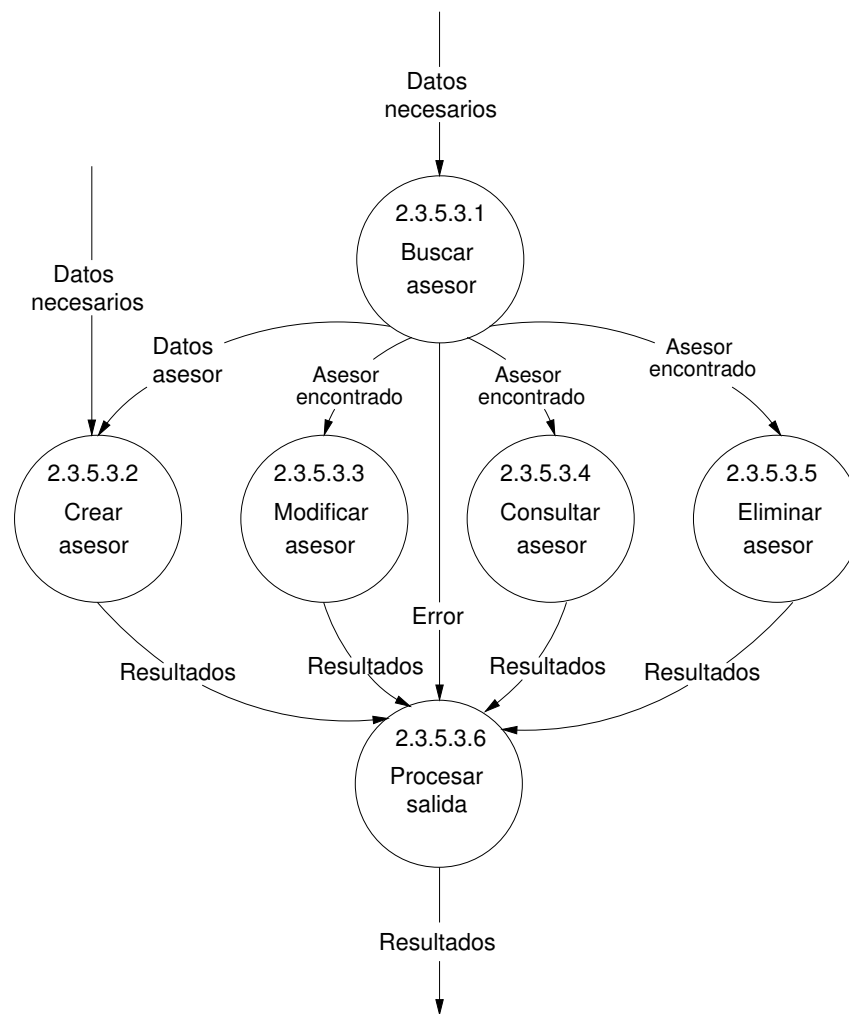 Datos
necesarios
2.3.5.3.1
Buscar
asesor
Datos
necesarios
Datos
asesor
Asesor
encontrado
Asesor
encontrado
Asesor
encontrado
2.3.5.3.2
Crear
asesor
2.3.5.3.3
Modificar
asesor
2.3.5.3.4
Consultar
asesor
2.3.5.3.5
Eliminar
asesor
Error
Resultados
Resultados
Resultados
Resultados
2.3.5.3.6
Procesar
salida
Resultados